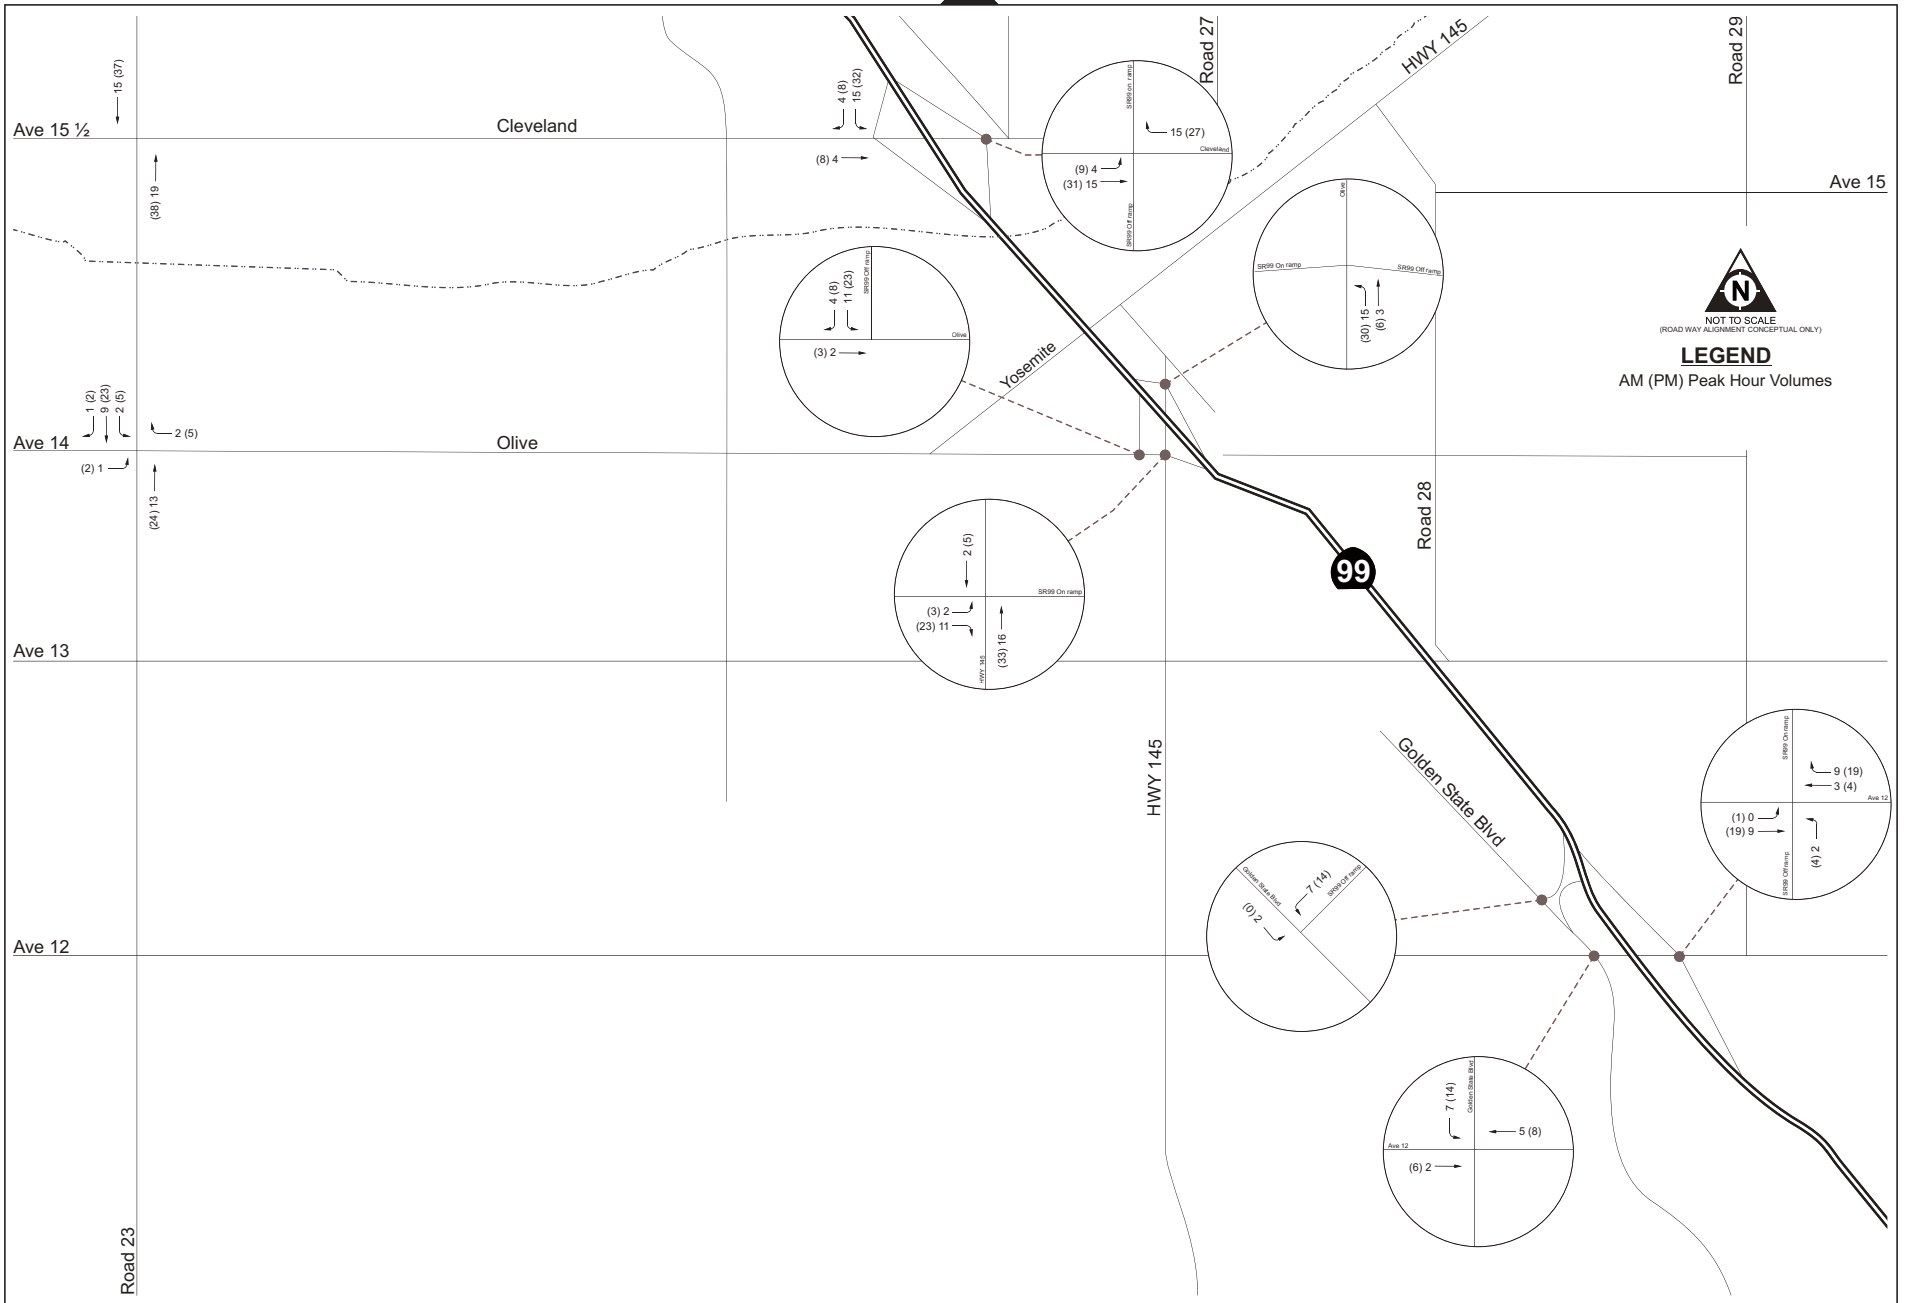 Road 27
HWY 145
Road 29
15 (37)
Ave 15 ½
Cleveland
4 (8)
15 (32)
(8) 4
(38) 19
SR99 on ramp
15 (27)
Cleveland
(9) 4
(31) 15
SR99 Off ramp
Ave 15
Olive
SR99 On ramp
SR99 Off ramp
(30) 15
(6) 3
4 (8)
11 (23)
SR99 Off ramp
Olive
(3) 2
N
NOT TO SCALE
(ROAD WAY ALIGNMENT CONCEPTUAL ONLY)
LEGEND
AM (PM) Peak Hour Volumes
Yosemite
1 (2)
9 (23)
2 (5)
2 (5)
Ave 14
Olive
(2) 1
(24) 13
Road 28
2 (5)
SR99 On ramp
(3) 2
(23) 11
(33) 16
HWY 145
99
Ave 13
HWY 145
Golden State Blvd
SR99 On ramp
9 (19)
3 (4)
Ave 12
(1) 0
(19) 9
(4) 2
SR99 Off ramp
Golden State Blvd
7 (14)
SR99 Off ramp
(0) 2
Ave 12
7 (14)
Golden State Blvd
5 (8)
Ave 12
(6) 2
Road 23